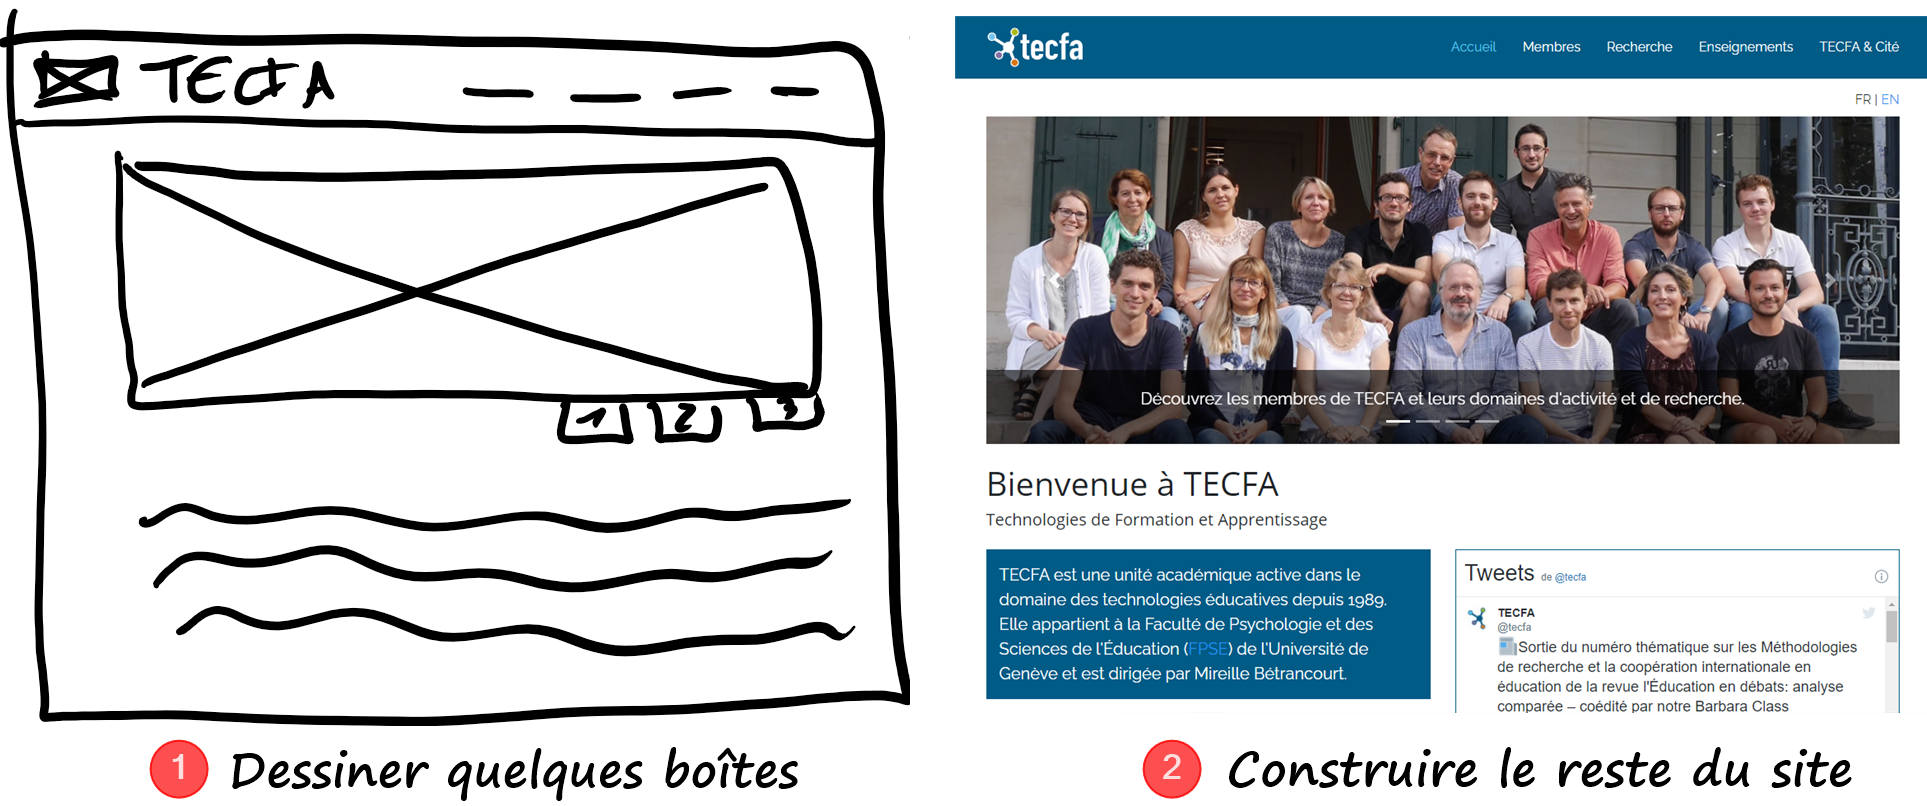 TECFA
1 2 3
1 Dessiner quelques boîtes
tecfa
Accueil Membres Recherche Enseignements TECFA & Cité
FR | EN
Découvrez les membres de TECFA et leurs domaines d'activité et de recherche.
Bienvenue à TECFA
Technologies de Formation et Apprentissage
TECFA est une unité académique active dans le
domaine des technologies éducatives depuis 1989.
Elle appartient à la Faculté de Psychologie et des
Sciences de l'Éducation (FPSE) de l'Université de
Genève et est dirigée par Mireille Bétrancourt.
Tweets de @tecfa
TECFA
@tecfa
Sortie du numéro thématique sur les Méthodologies
de recherche et la coopération internationale en
éducation de la revue l'Éducation en débats: analyse
comparée – coédité par notre Barbara Class
2 Construire le reste du site